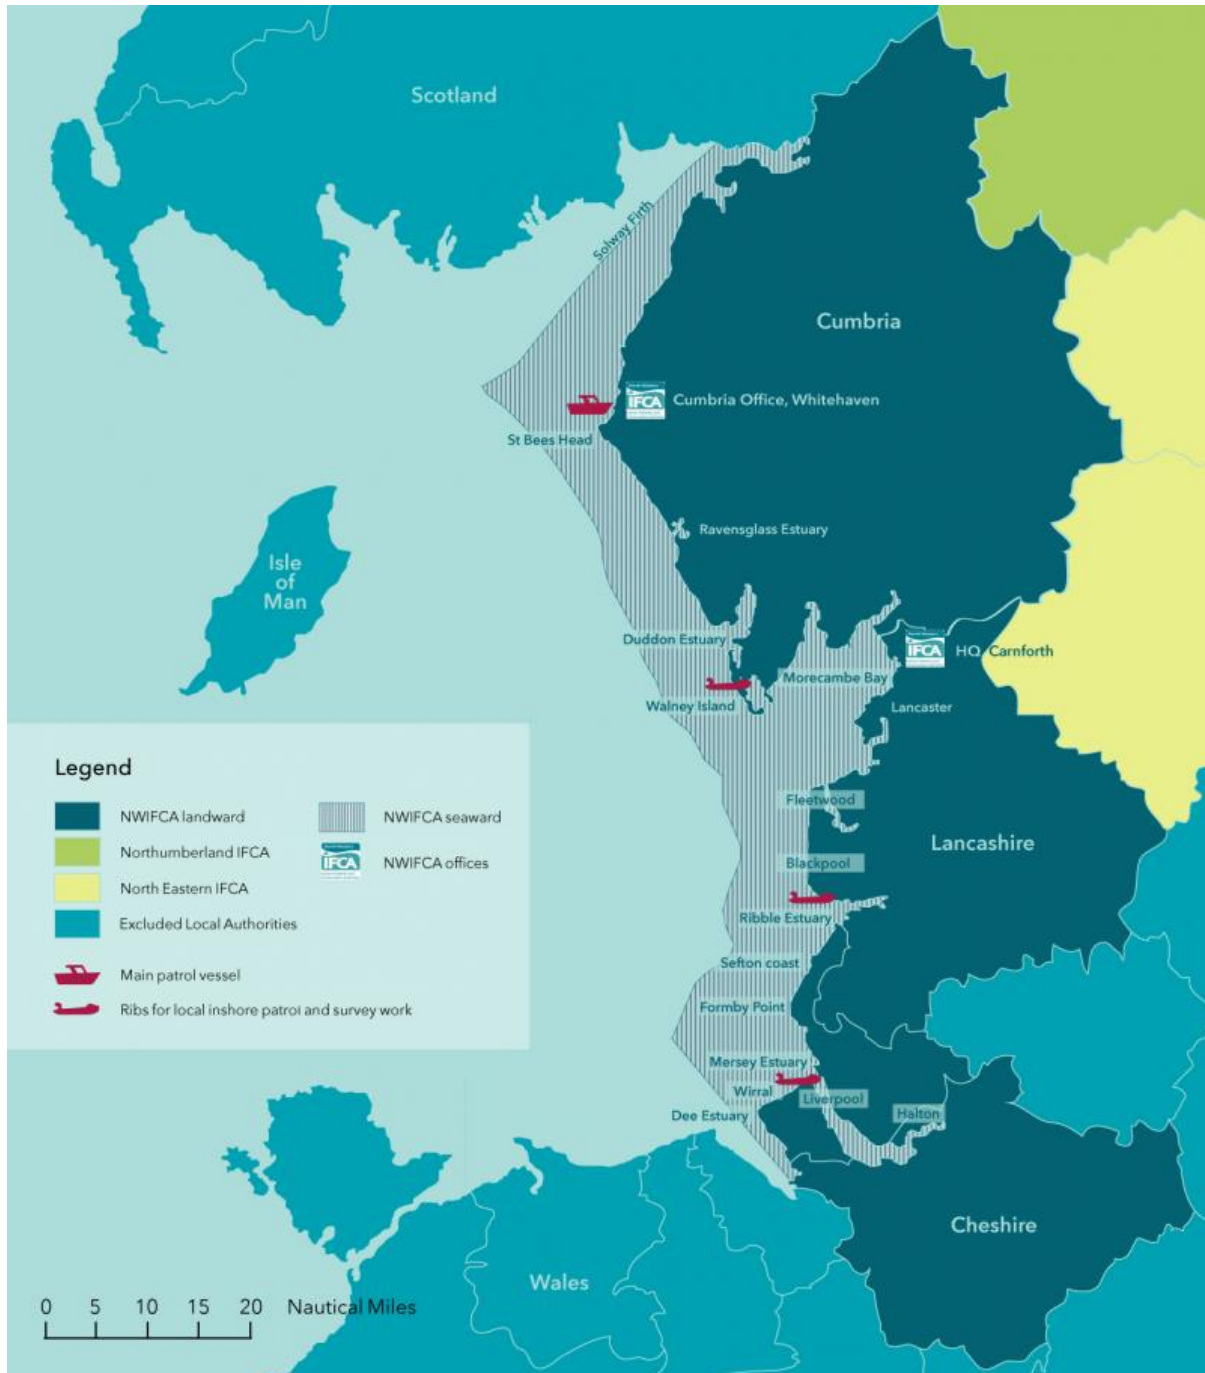 Scotland
Solway Firth
Cumbria
IFCA
Cumbria Office, Whitehaven
St Bees Head
Ravensglass Estuary
Isle
of
Man
Duddon Estuary
IFCA
HQ, Carnforth
Morecambe Bay
Walney Island
Lancaster
Legend
NWIFCA landward
NWIFCA seaward
Northumberland IFCA
IFCA
NWIFCA offices
North Eastern IFCA
Excluded Local Authorities
Main patrol vessel
Ribs for local inshore patrol and survey work
Fleetwood
Lancashire
Blackpool
Ribble Estuary
Sefton coast
Formby Point
Mersey Estuary
Wirral
Liverpool
Halton
Dee Estuary
Cheshire
Wales
0 5 10 15 20 Nautical Miles